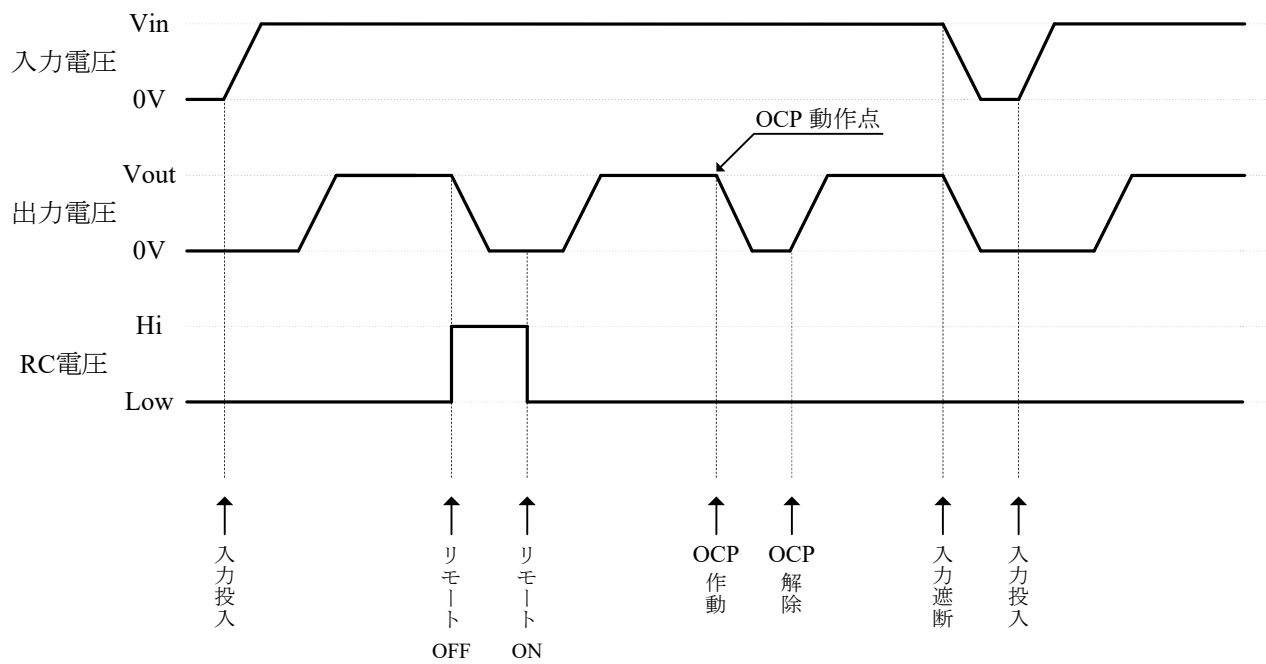 Vin
入力電圧
0V
OCP 動作点
Vout
出力電圧
0V
Hi
RC電圧
Low
入力投入
リモート
OFF
リモート
ON
OCP
作動
OCP
解除
入力遮断
入力投入